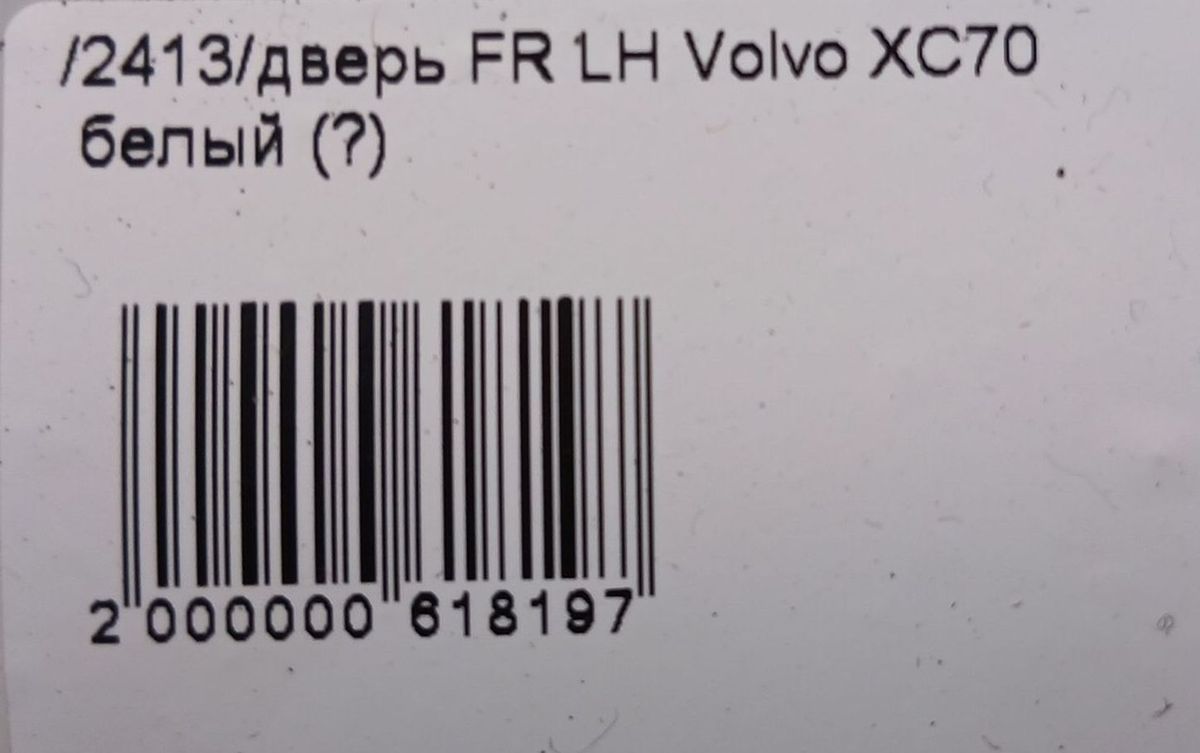 /2413/дверь FR LH Volvo XC70
белый (?)
2 000000 618197